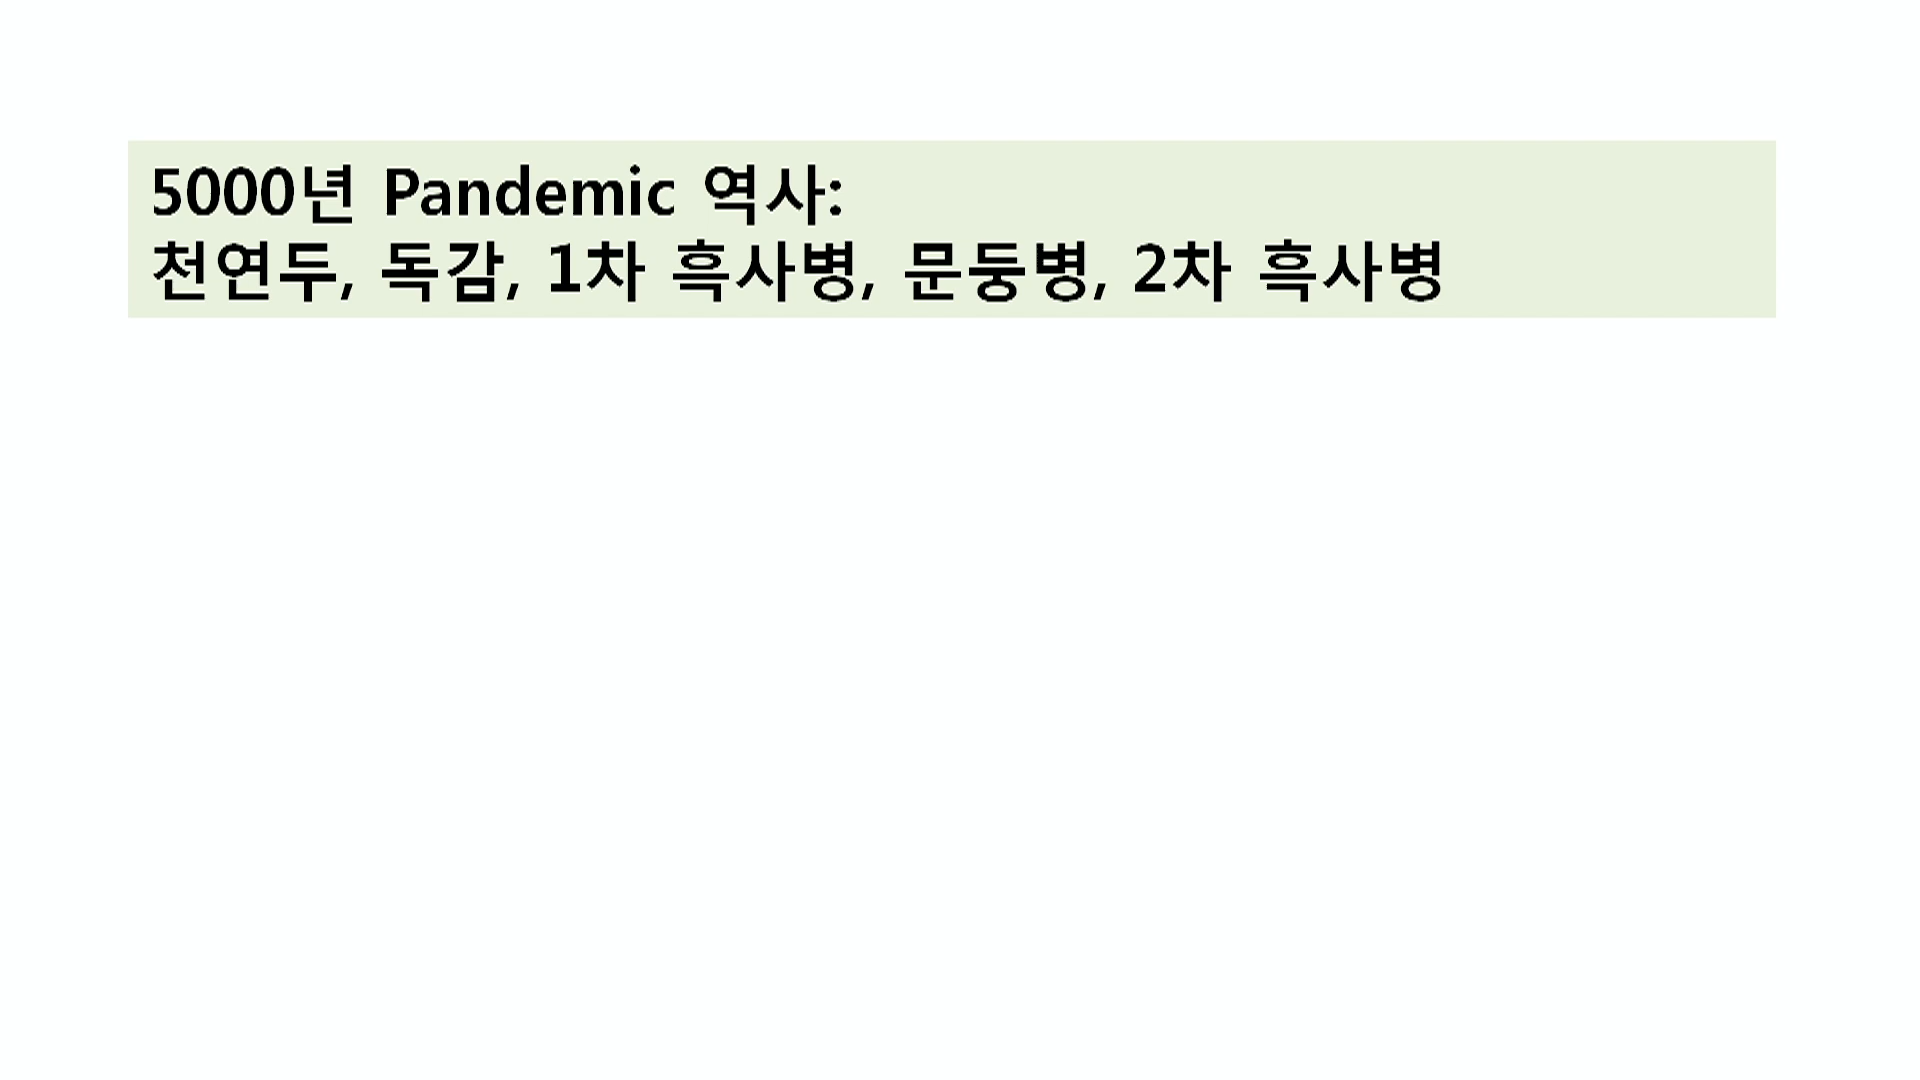 5000년 Pandemic 역사:
천연두, 독감, 1차 흑사병, 문둥병, 2차 흑사병